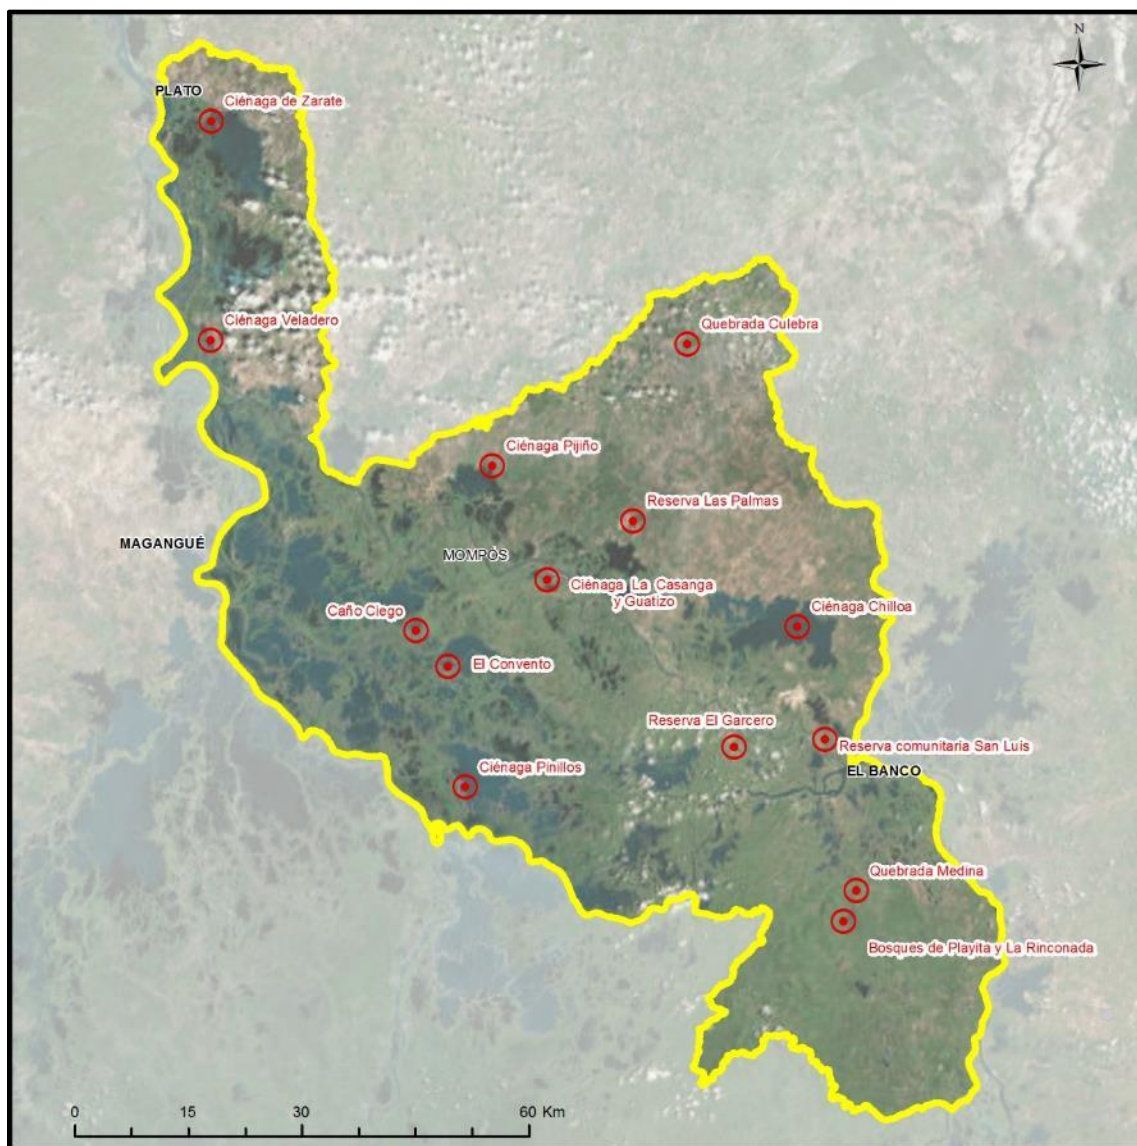 N
PLATO
Ciénaga de Zarate
Ciénaga Veladero
Quebrada Culebra
Ciénaga Pijiño
Reserva Las Palmas
MAGANGUÉ
MOMPÒS
Ciénaga La Casanga
y Guatizo
Caño Ciego
Ciénaga Chilloa
El Convento
Reserva El Garcero
Reserva comunitaria San Luís
Ciénaga Pinillos
EL BANCO
Quebrada Medina
Bosques de Playita y La Rinconada
0 15 30 60 Km